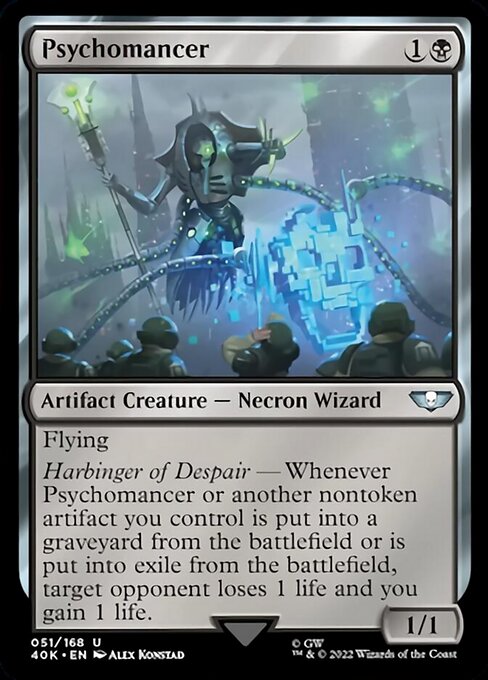 Psychomancer 1
Artifact Creature — Necron Wizard
Flying
Harbinger of Despair — Whenever
Psychomancer or another nontoken
artifact you control is put into a
graveyard from the battlefield or is
put into exile from the battlefield,
target opponent loses 1 life and you
gain 1 life.
1/1
051/168 U
40K • EN ALEX KONSTAD
© GW
™ & © 2022 Wizards of the Coast